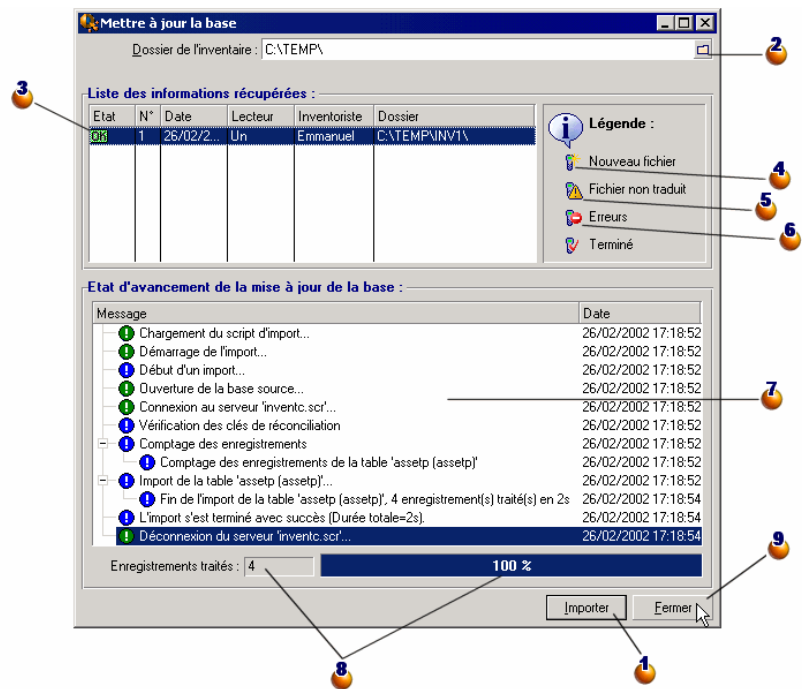 Mettre à jour la base
Dossier de l'inventaire : C:\TEMP\
2
3
Liste des informations récupérées :
Etat N° Date Lecteur Inventoriste Dossier
OK 1 26/02/2... Un Emmanuel C:\TEMP\INV1\
Légende :
Nouveau fichier
4
Fichier non traduit
5
Erreurs
6
Terminé
Etat d'avancement de la mise à jour de la base :
Message Date
Chargement du script d'import... 26/02/2002 17:18:52
Démarrage de l'import... 26/02/2002 17:18:52
Début d'un import... 26/02/2002 17:18:52
Ouverture de la base source... 26/02/2002 17:18:52
Connexion au serveur 'inventc.scr'... 26/02/2002 17:18:52
7
Vérification des clés de réconciliation 26/02/2002 17:18:52
Comptage des enregistrements 26/02/2002 17:18:52
Comptage des enregistrements de la table 'assetp (assetp)' 26/02/2002 17:18:52
Import de la table 'assetp (assetp)'... 26/02/2002 17:18:54
Fin de l'import de la table 'assetp (assetp)', 4 enregistrement(s) traité(s) en 2s 26/02/2002 17:18:54
L'import s'est terminé avec succès (Durée totale=2s). 26/02/2002 17:18:54
Déconnexion du serveur 'inventc.scr'... 26/02/2002 17:18:54
Enregistrements traités : 4 100 %
9
Importer Fermer
8
1